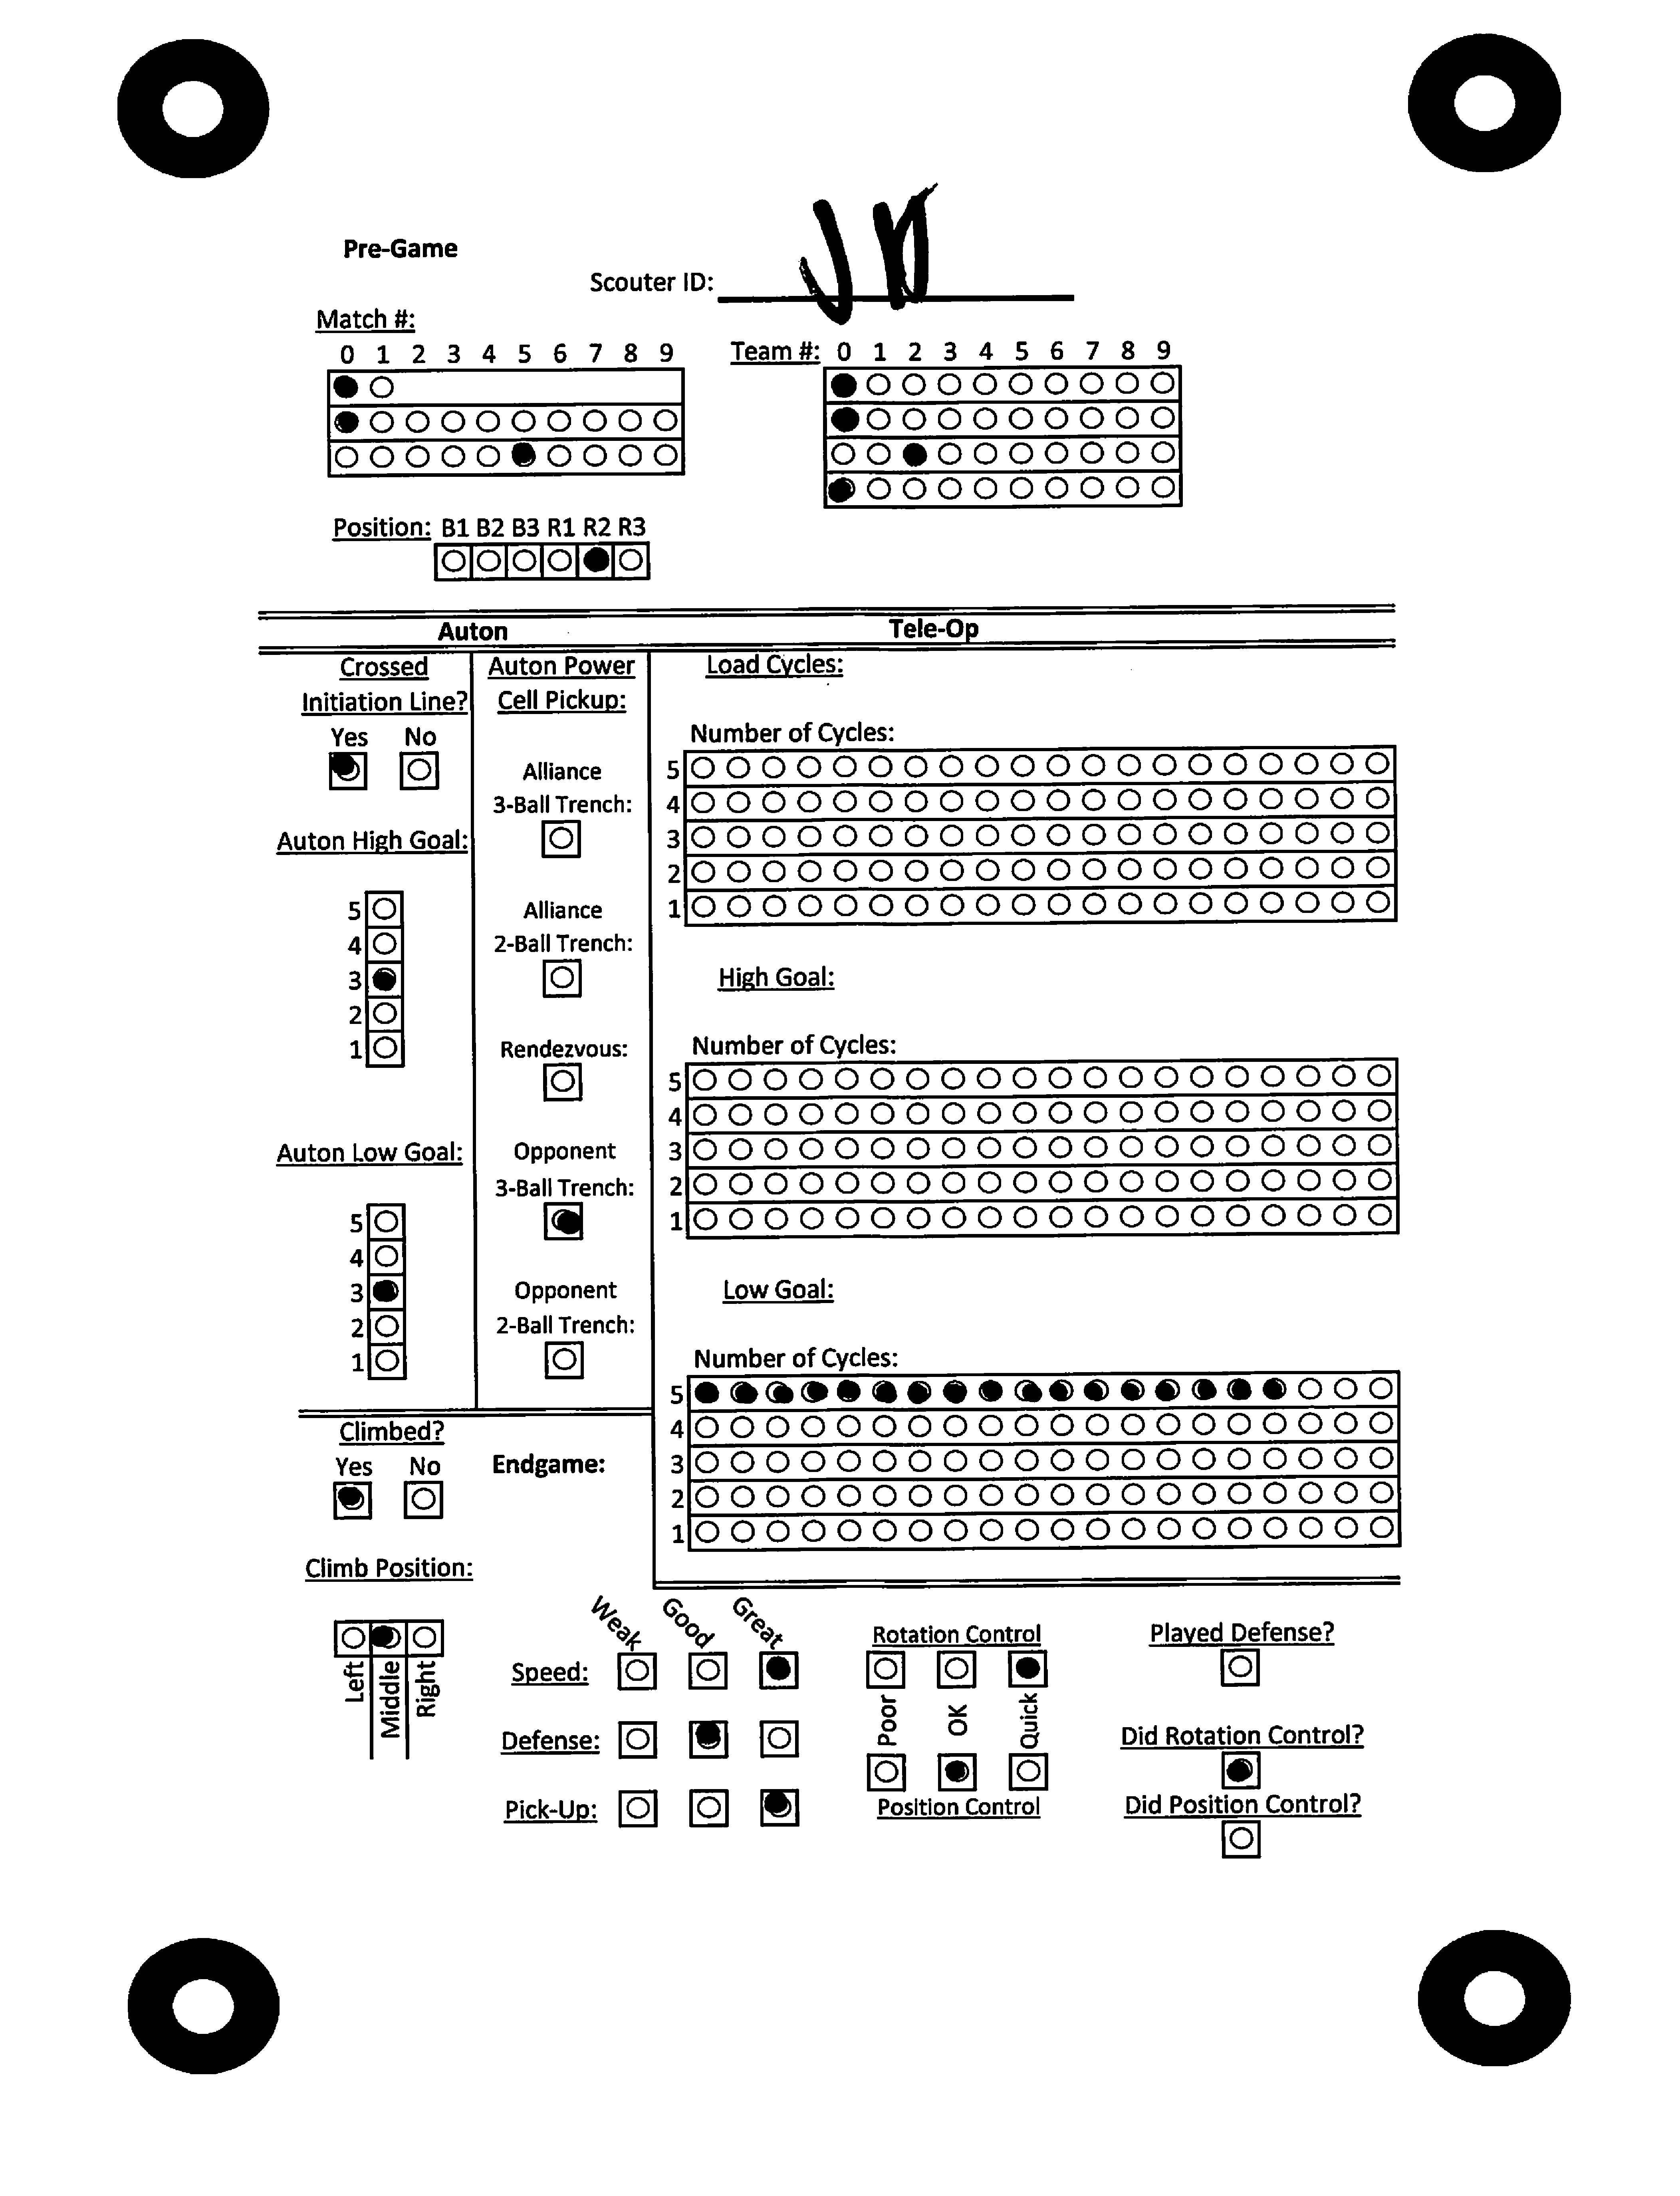 Pre-Game
Scouter ID: JD
Match #:
0 1 2 3 4 5 6 7 8 9
Team #: 0 1 2 3 4 5 6 7 8 9
Position: B1 B2 B3 R1 R2 R3
Auton
Tele-Op
Crossed
Initiation Line?
Yes No
Auton High Goal:
5
4
3
2
1
Auton Low Goal:
5
4
3
2
1
Auton Power
Cell Pickup:
Alliance
3-Ball Trench:
Alliance
2-Ball Trench:
Rendezvous:
Opponent
3-Ball Trench:
Opponent
2-Ball Trench:
Load Cycles:
Number of Cycles:
5
4
3
2
1
High Goal:
Number of Cycles:
5
4
3
2
1
Low Goal:
Number of Cycles:
5
4
3
2
1
Climbed?
Yes No
Endgame:
Climb Position:
Left
Middle
Right
Weak
Good
Great
Speed:
Defense:
Pick-Up:
Rotation Control
Poor
OK
Quick
Position Control
Played Defense?
Did Rotation Control?
Did Position Control?